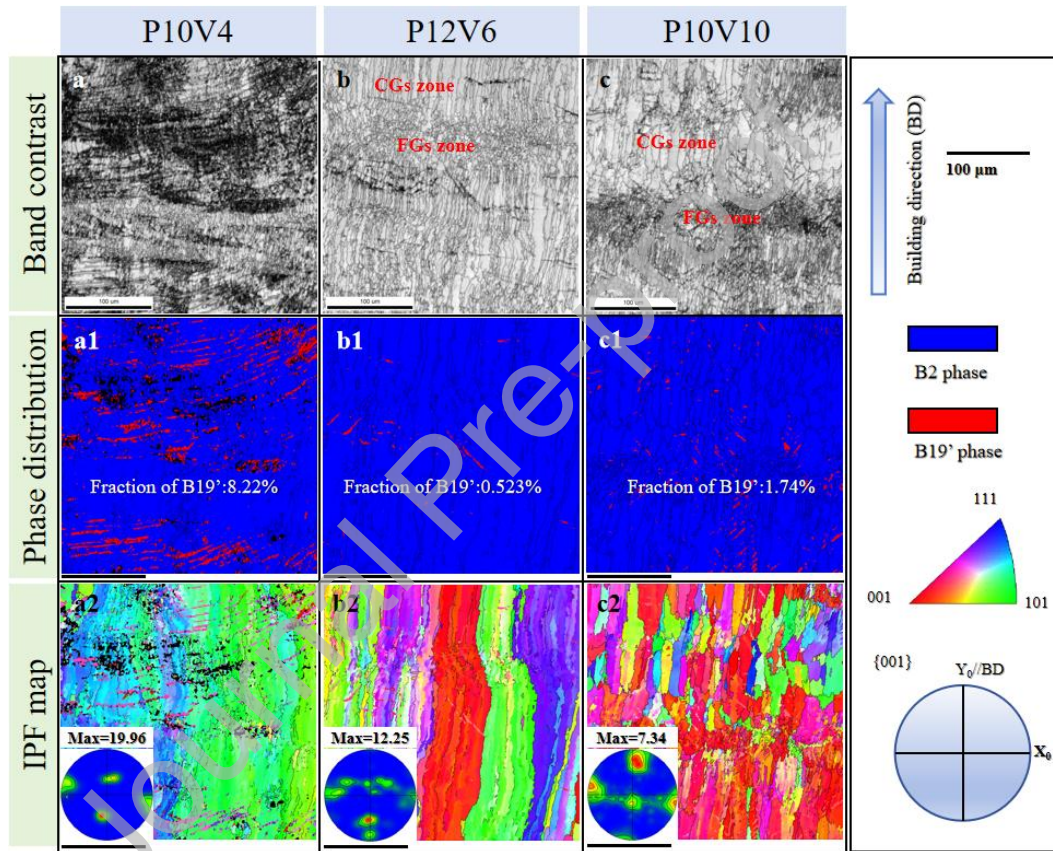 P10V4
P12V6
P10V10
Band contrast
a
100 um
b
CGs zone
FGs zone
100 um
c
CGs zone
FGs zone
100 um
Building direction (BD)
100 μm
Phase distribution
a1
Fraction of B19’:8.22%
b1
Fraction of B19’:0.523%
c1
Fraction of B19’:1.74%
B2 phase
B19’ phase
IPF map
a2
Max=19.96
b2
Max=12.25
c2
Max=7.34
111
001
101
{001}
Y0//BD
X0
Journal Pre-p